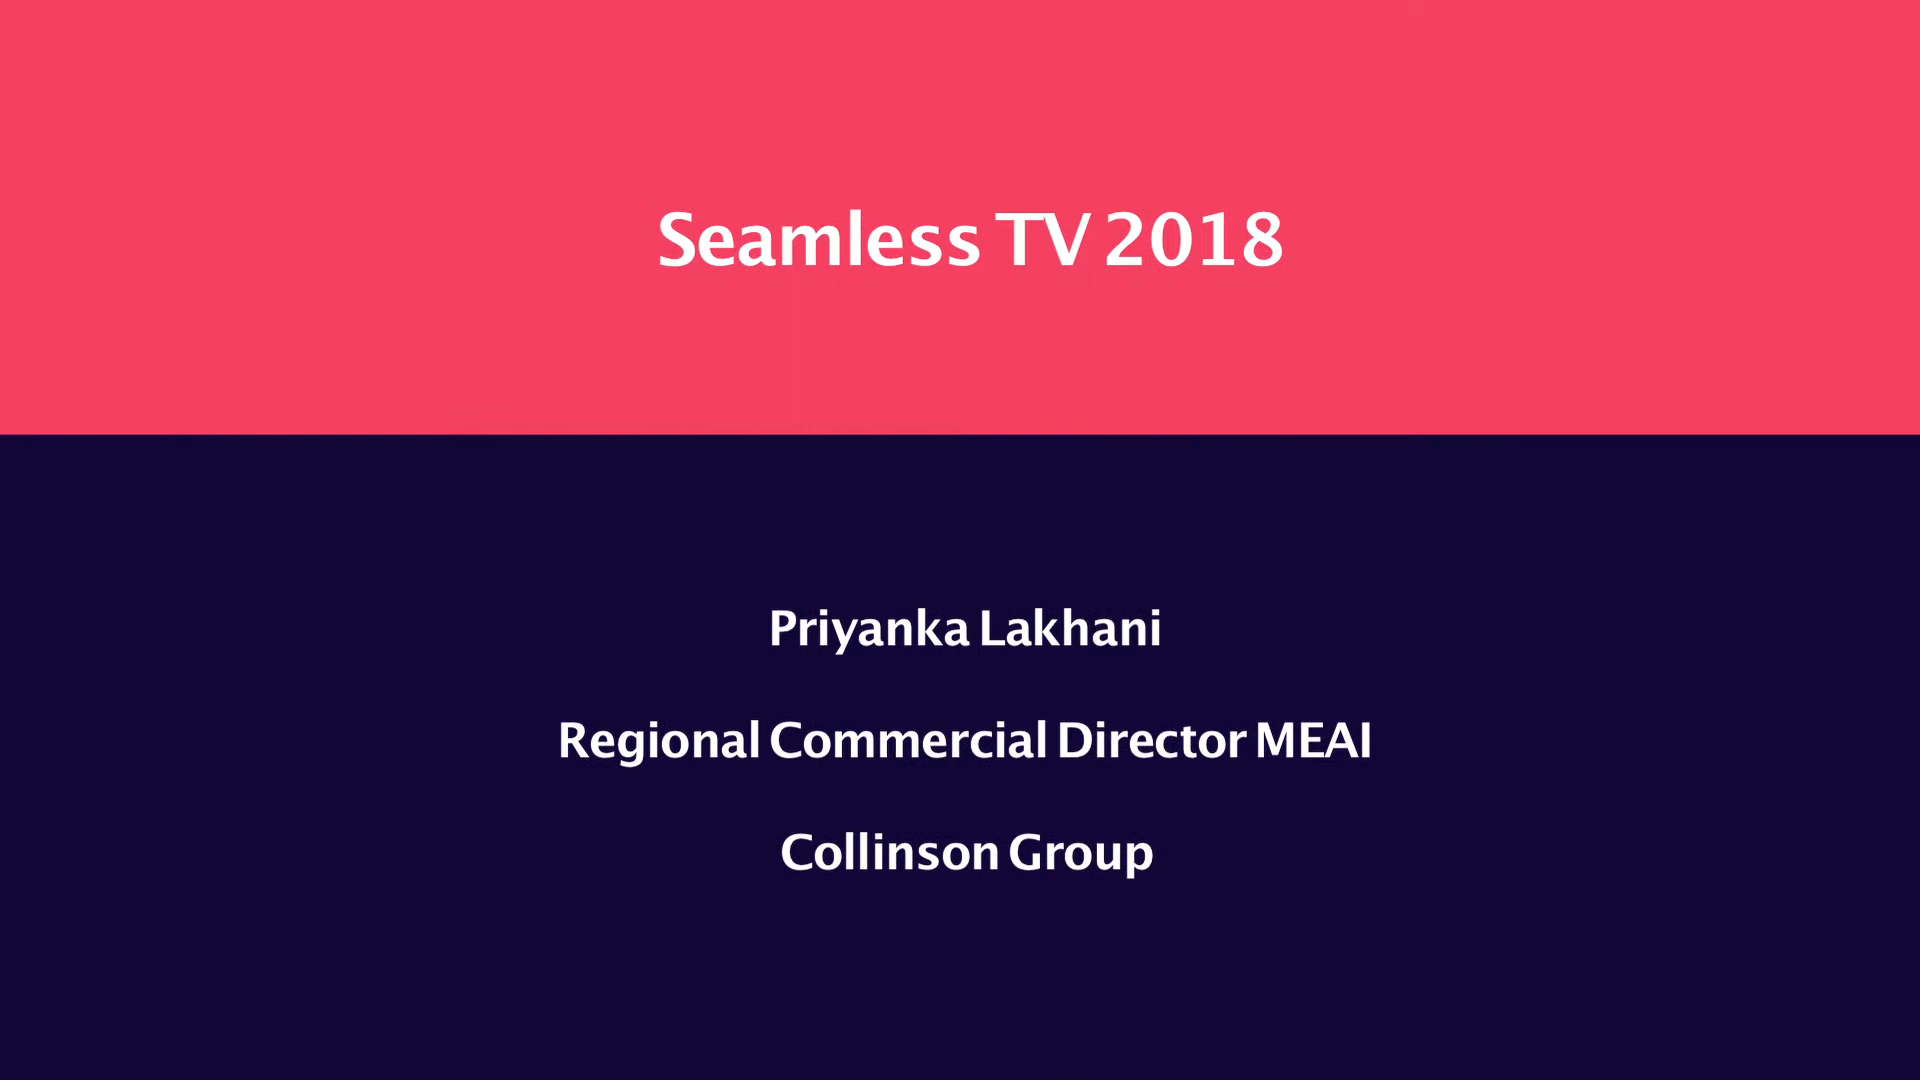 Seamless TV 2018
Priyanka Lakhani
Regional Commercial Director MEAI
Collinson Group